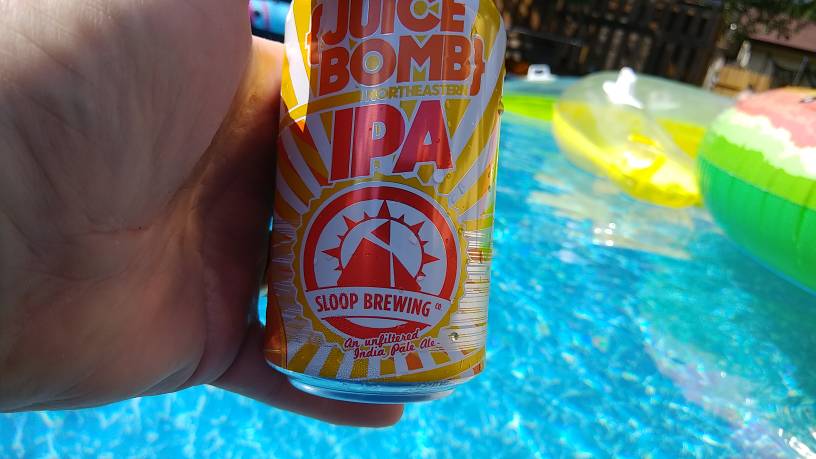 {JUICE
BOMB}
NORTHEASTERN
IPA
SLOOP BREWING CO.
An unfiltered
India Pale Ale